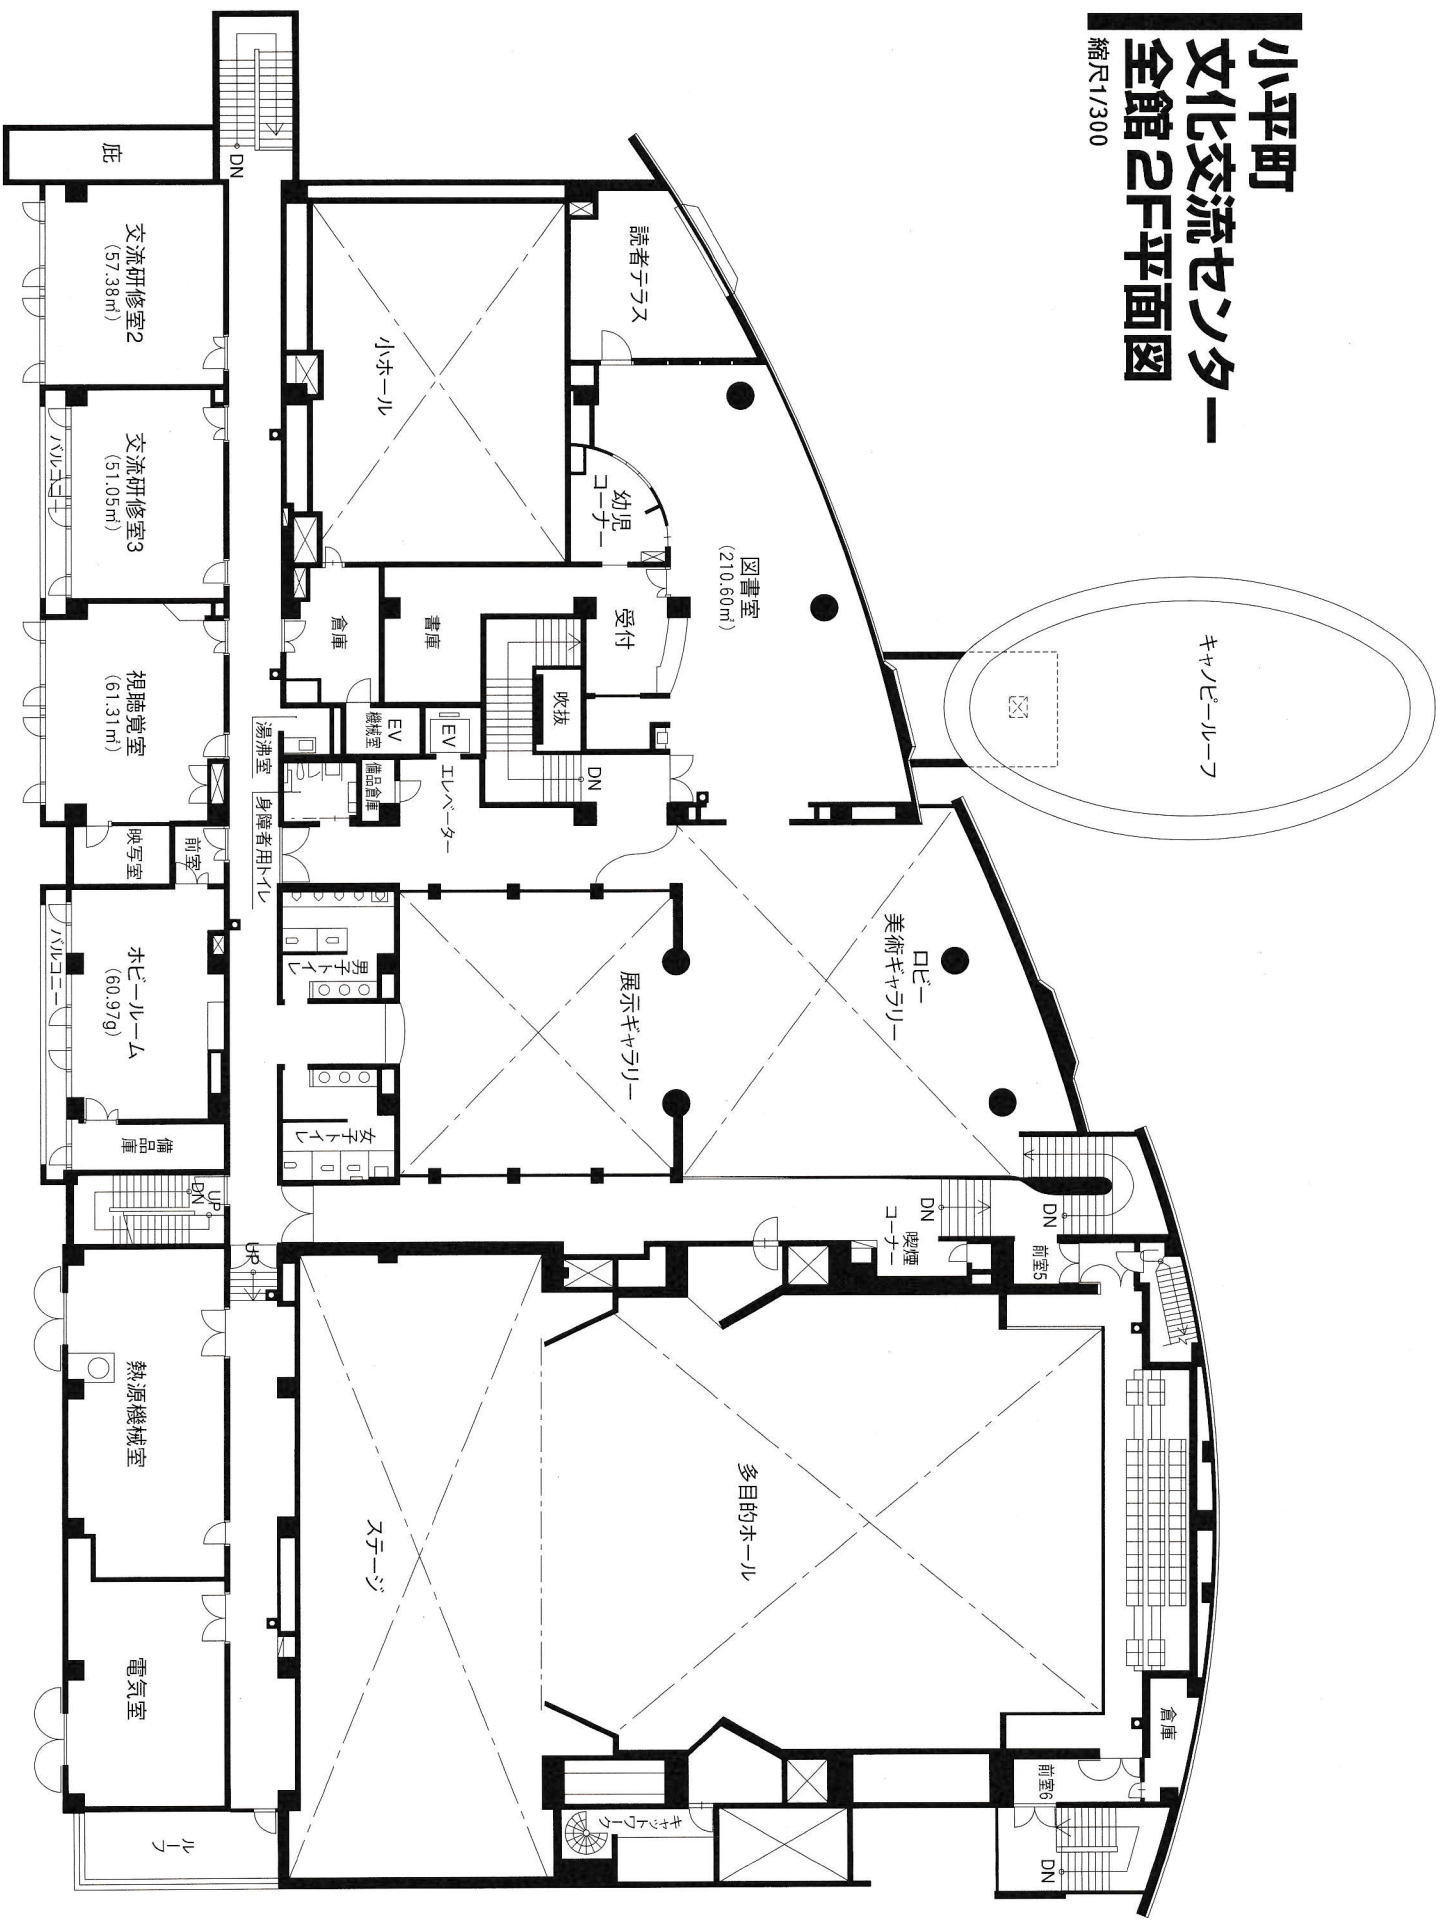 小平町
文化交流センター
全館2F平面図
縮尺1/300
キャノピールーフ
読者テラス
図書室
(210.60㎡)
幼児
コーナー
受付
吹抜
DN
小ホール
書庫
倉庫
EV
EV
機械室
エレベーター
備品倉庫
湯沸室
身障者用トイレ
ロビー
美術ギャラリー
展示ギャラリー
男子
トイレ
女子
トイレ
DN
DN
喫煙
コーナー
前室5
多目的ホール
ステージ
倉庫
前室6
DN
キャットワーク
DN
庇
交流研修室2
(57.38㎡)
交流研修室3
(51.05㎡)
バルコニー
視聴覚室
(61.31㎡)
映写室
前室
ホビールーム
(60.97g)
バルコニー
備品庫
UP
DN
UP
熱源機械室
電気室
ルーフ